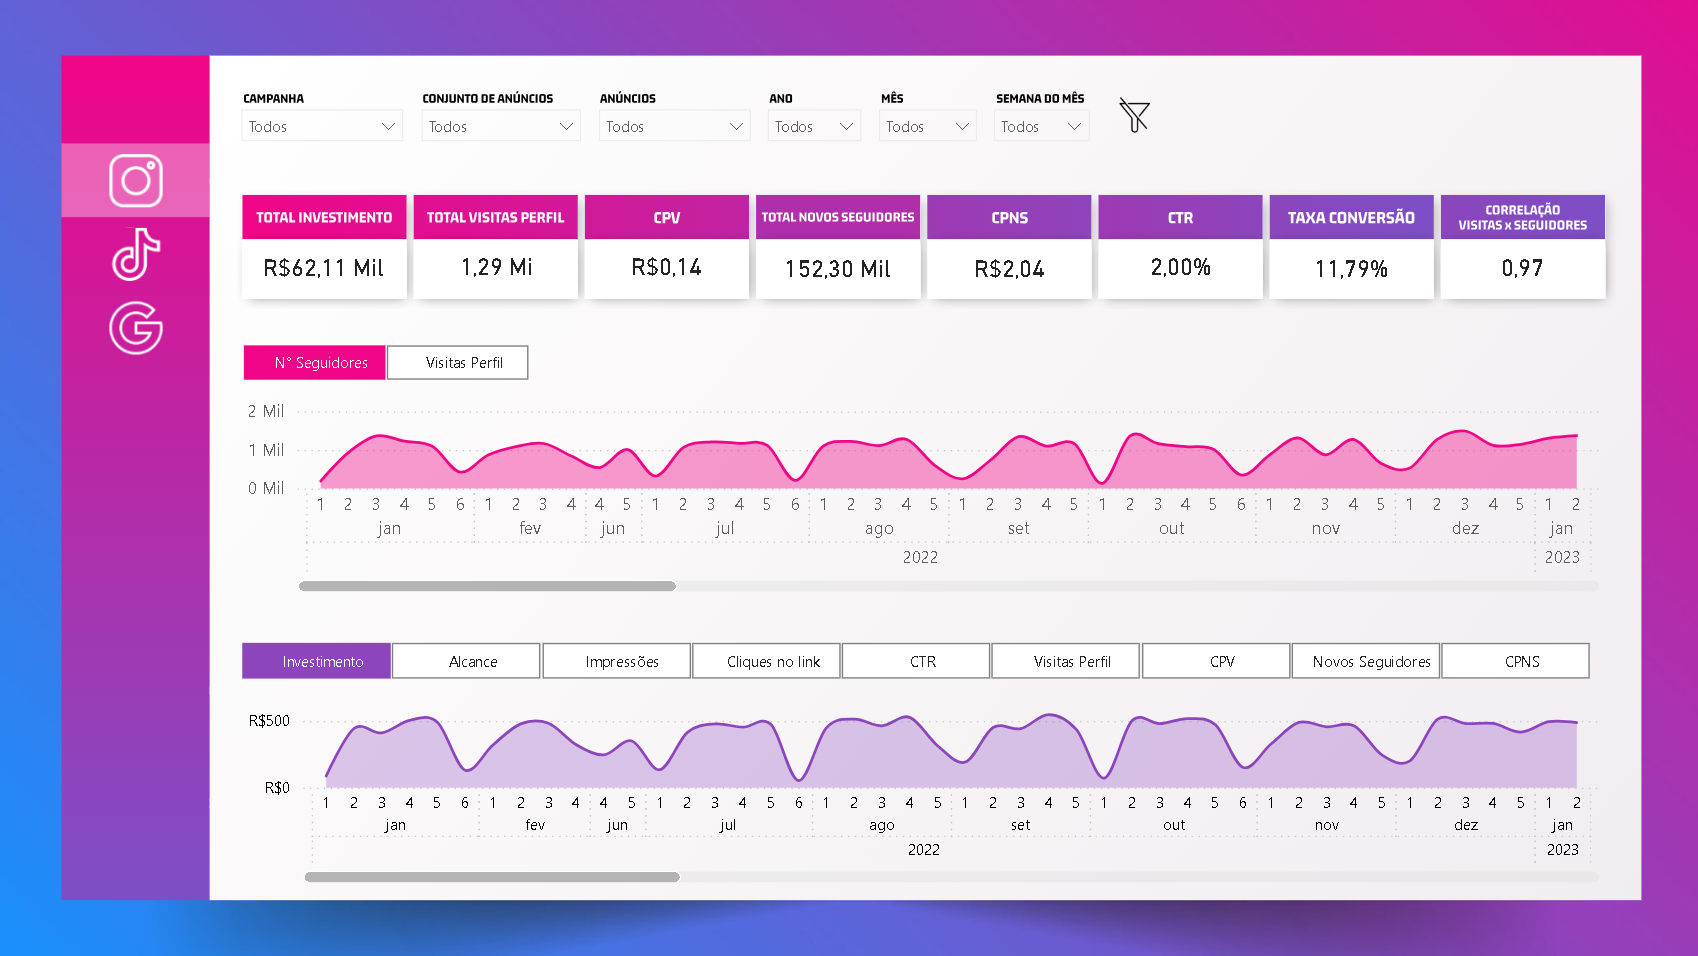 CAMPANHA CONJUNTO DE ANÚNCIOS ANÚNCIOS ANO MÊS SEMANA DO MÊS
Todos Todos Todos Todos Todos Todos
TOTAL INVESTIMENTO TOTAL VISITAS PERFIL CPV TOTAL NOVOS SEGUIDORES CPNS CTR TAXA CONVERSÃO CORRELAÇÃO
VISITAS x SEGUIDORES
R$62,11 Mil 1,29 Mi R$0,14 152,30 Mil R$2,04 2,00% 11,79% 0,97
N° Seguidores Visitas Perfil
2 Mil
1 Mil
0 Mil
1 2 3 4 5 6 1 2 3 4 4 5 1 2 3 4 5 6 1 2 3 4 5 1 2 3 4 5 1 2 3 4 5 6 1 2 3 4 5 1 2 3 4 5 1 2
jan fev jun jul ago set out nov dez jan
2022 2023
Investimento Alcance Impressões Cliques no link CTR Visitas Perfil CPV Novos Seguidores CPNS
R$500
R$0
1 2 3 4 5 6 1 2 3 4 4 5 1 2 3 4 5 6 1 2 3 4 5 1 2 3 4 5 1 2 3 4 5 6 1 2 3 4 5 1 2 3 4 5 1 2
jan fev jun jul ago set out nov dez jan
2022 2023